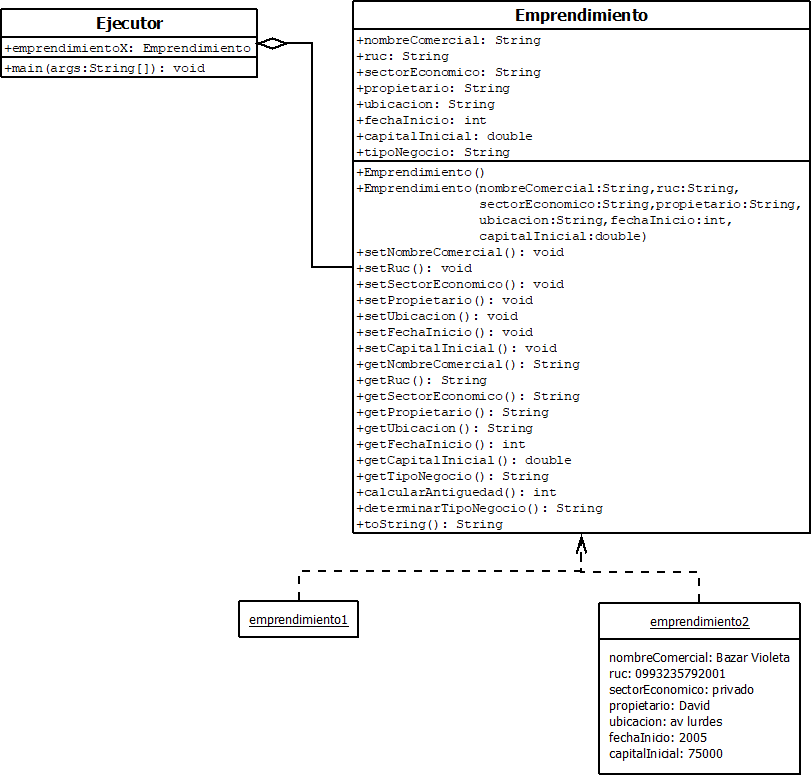 Ejecutor
+emprendimientoX: Emprendimiento
+main(args:String[]): void
Emprendimiento
+nombreComercial: String
+ruc: String
+sectorEconomico: String
+propietario: String
+ubicacion: String
+fechaInicio: int
+capitalInicial: double
+tipoNegocio: String
+Emprendimiento()
+Emprendimiento(nombreComercial:String,ruc:String,
sectorEconomico:String,propietario:String,
ubicacion:String,fechaInicio:int,
capitalInicial:double)
+setNombreComercial(): void
+setRuc(): void
+setSectorEconomico(): void
+setPropietario(): void
+setUbicacion(): void
+setFechaInicio(): void
+setCapitalInicial(): void
+getNombreComercial(): String
+getRuc(): String
+getSectorEconomico(): String
+getPropietario(): String
+getUbicacion(): String
+getFechaInicio(): int
+getCapitalInicial(): double
+getTipoNegocio(): String
+calcularAntiguedad(): int
+determinarTipoNegocio(): String
+toString(): String
emprendimiento1
emprendimiento2
nombreComercial: Bazar Violeta
ruc: 0993235792001
sectorEconomico: privado
propietario: David
ubicacion: av lurdes
fechaInicio: 2005
capitalInicial: 75000